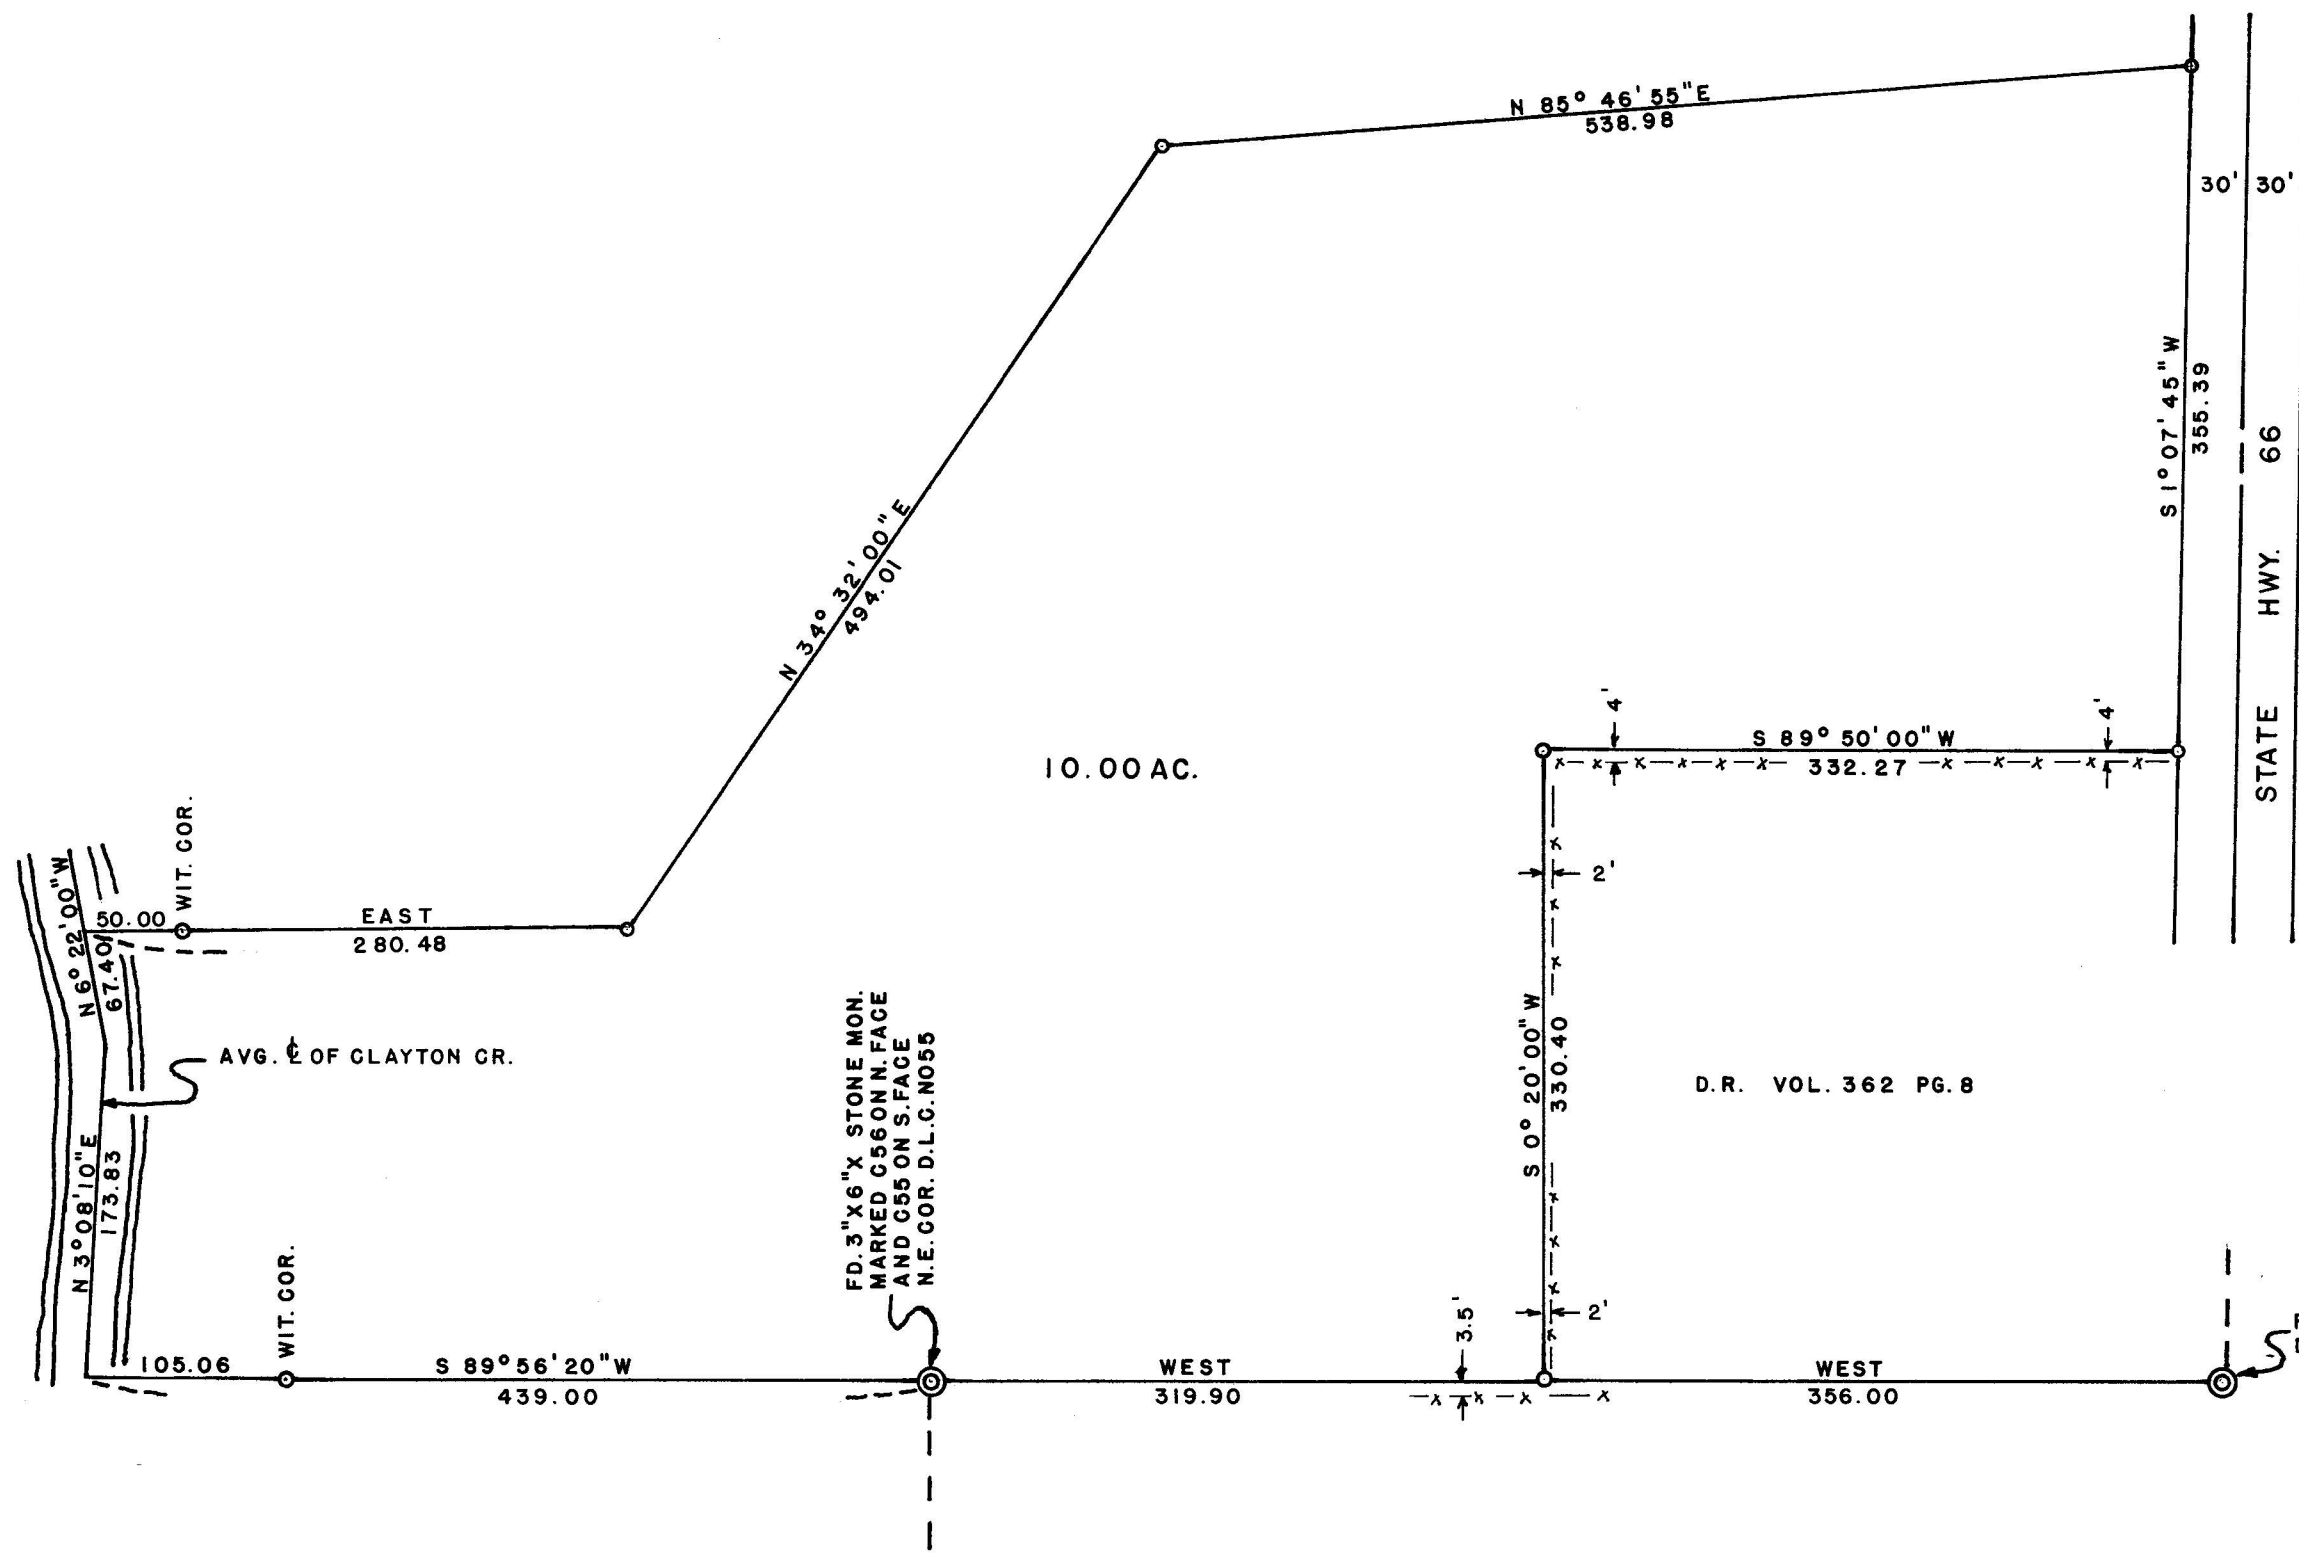 N 85° 46' 55" E
538.98
30' 30'
S 1° 07' 45" W
355.39
STATE HWY. 66
N 34° 32' 00" E
494.01
4'
4'
S 89° 50' 00" W
332.27
10.00 AC.
2'
WIT. COR.
N 6° 22' 00" W
67.40
50.00
EAST
280.48
AVG. ℄ OF CLAYTON CR.
FD. 3"X6"X STONE MON.
MARKED C56 ON N. FACE
AND C55 ON S. FACE
N.E. COR. D.L.C. NO55
S 0° 20' 00" W
330.40
D.R. VOL. 362 PG. 8
N 3° 08' 10" E
173.83
WIT. COR.
2'
3.5'
105.06
S 89° 56' 20" W
439.00
WEST
319.90
WEST
356.00